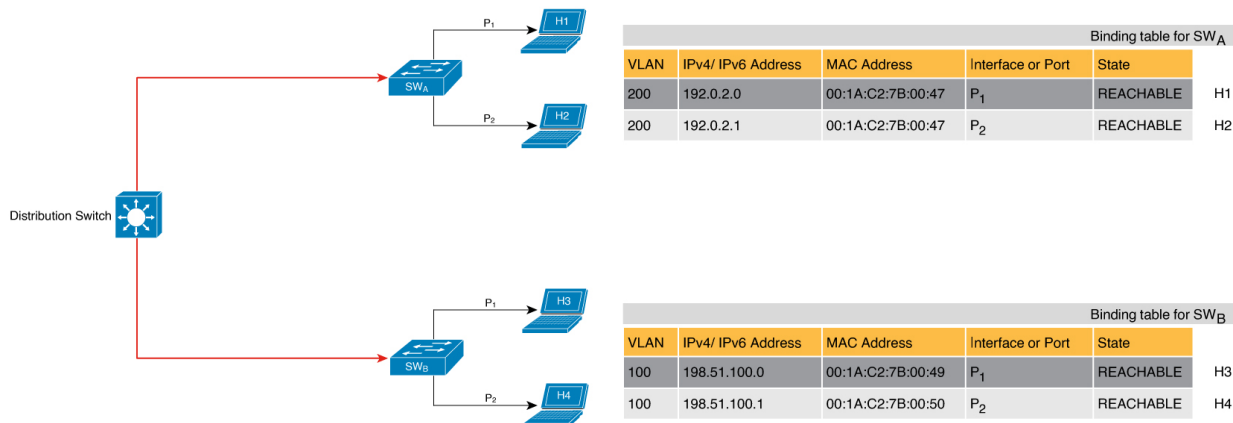 P1
H1
SWA
P2
H2
Distribution Switch
P1
H3
SWB
P2
H4
Binding table for SWA
VLAN IPv4/ IPv6 Address MAC Address Interface or Port State
200 192.0.2.0 00:1A:C2:7B:00:47 P1 REACHABLE H1
200 192.0.2.1 00:1A:C2:7B:00:47 P2 REACHABLE H2
Binding table for SWB
VLAN IPv4/ IPv6 Address MAC Address Interface or Port State
100 198.51.100.0 00:1A:C2:7B:00:49 P1 REACHABLE H3
100 198.51.100.1 00:1A:C2:7B:00:50 P2 REACHABLE H4